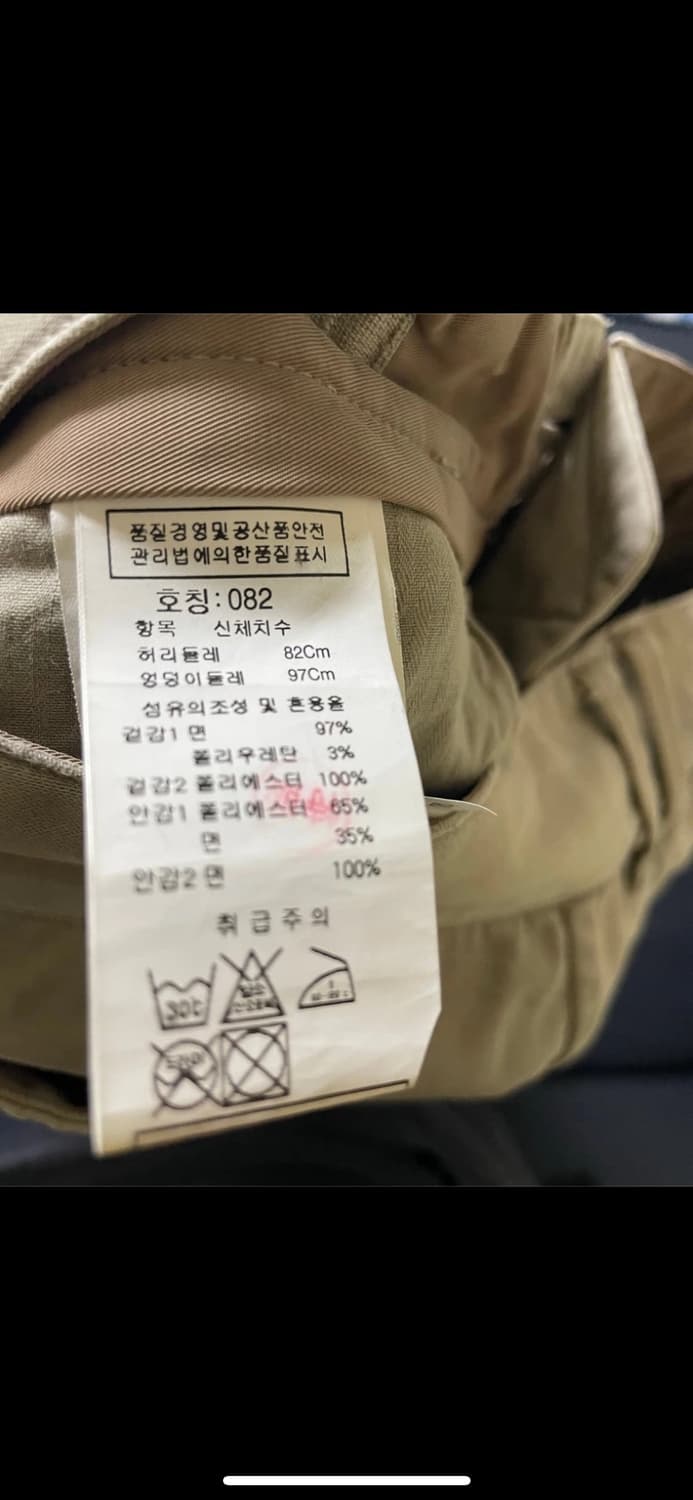 품질경영및공산품안전
관리법에의한품질표시
호칭:082
항목 신체치수
허리둘레 82Cm
엉덩이둘레 97Cm
섬유의조성 및 혼용율
겉감1 면 97%
폴리우레탄 3%
겉감2 폴리에스터 100%
안감1 폴리에스터 65%
면 35%
안감2 면 100%
취급주의
30℃